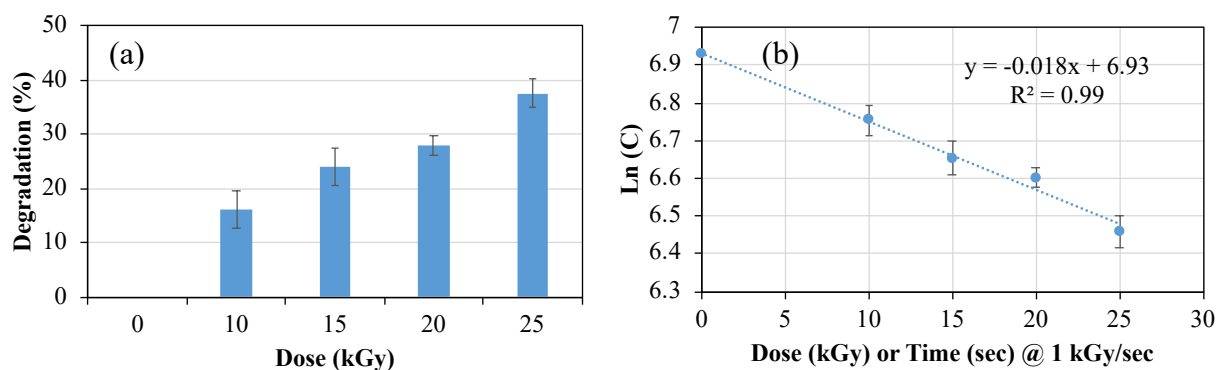 (a)
Degradation (%)
50
40
30
20
10
0
0 10 15 20 25
Dose (kGy)
(b)
Ln (C)
7
6.9
6.8
6.7
6.6
6.5
6.4
6.3
y = -0.018x + 6.93
R² = 0.99
0 5 10 15 20 25 30
Dose (kGy) or Time (sec) @ 1 kGy/sec